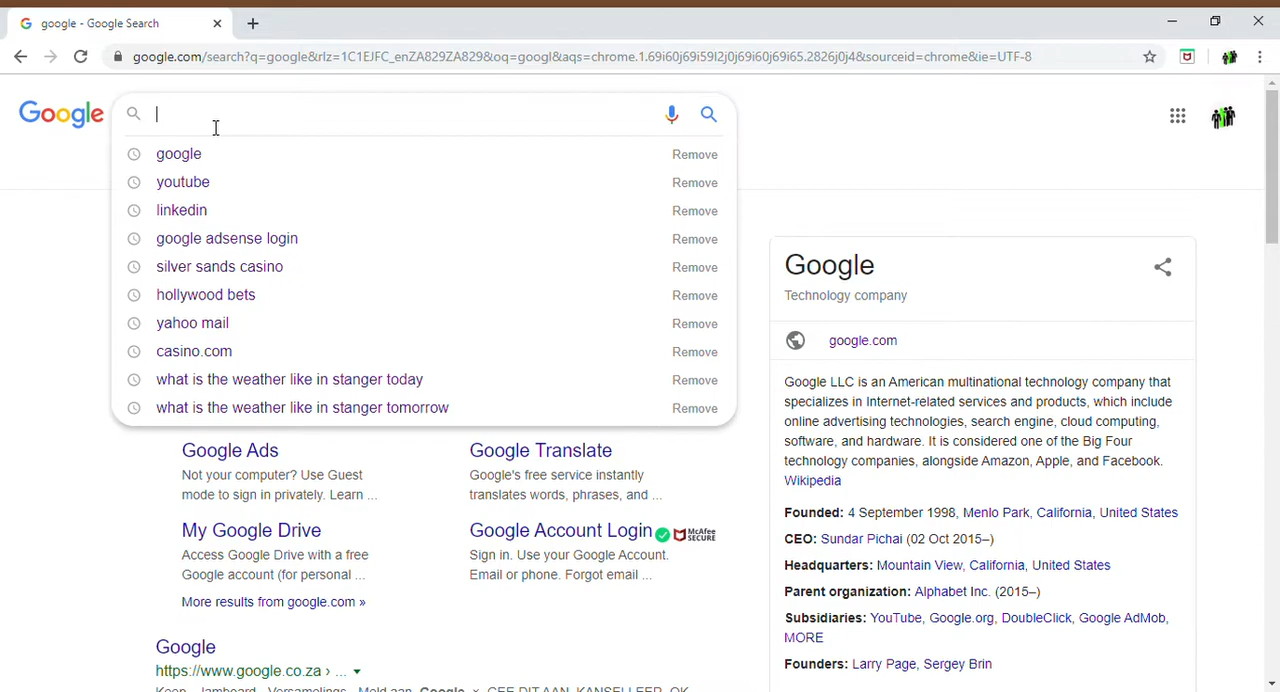 google - Google Search
google.com/search?q=google&rlz=1C1EJFC_enZA829ZA829&oq=googl&aqs=chrome.1.69i60j69i59l2j0j69i60j69i65.2826j0j4&sourceid=chrome&ie=UTF-8
Google
google Remove
youtube Remove
linkedin Remove
google adsense login Remove
silver sands casino Remove
hollywood bets Remove
yahoo mail Remove
casino.com Remove
what is the weather like in stanger today Remove
what is the weather like in stanger tomorrow Remove
Google Ads
Not your computer? Use Guest
mode to sign in privately. Learn ...
Google Translate
Google's free service instantly
translates words, phrases, and ...
My Google Drive
Access Google Drive with a free
Google account (for personal ...
Google Account Login McAfee SECURE
Sign in. Use your Google Account.
Email or phone. Forgot email ...
More results from google.com »
Google
https://www.google.co.za › ...
Keep. Jamboard · Versamelings · Meld aan. Google. ×. GEE DIT AAN. KANSELLEER. OK.
Google
Technology company
google.com
Google LLC is an American multinational technology company that
specializes in Internet-related services and products, which include
online advertising technologies, search engine, cloud computing,
software, and hardware. It is considered one of the Big Four
technology companies, alongside Amazon, Apple, and Facebook.
Wikipedia
Founded: 4 September 1998, Menlo Park, California, United States
CEO: Sundar Pichai (02 Oct 2015–)
Headquarters: Mountain View, California, United States
Parent organization: Alphabet Inc. (2015–)
Subsidiaries: YouTube, Google.org, DoubleClick, Google AdMob,
MORE
Founders: Larry Page, Sergey Brin